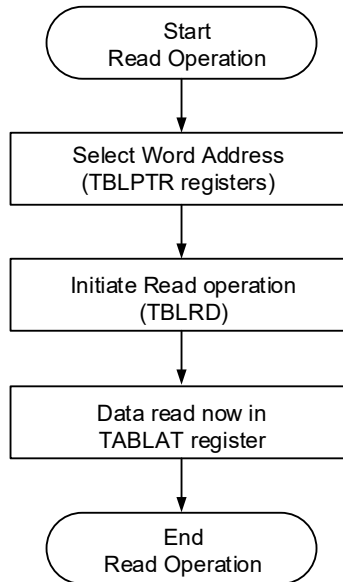 Start
Read Operation
Select Word Address
(TBLPTR registers)
Initiate Read operation
(TBLRD)
Data read now in
TABLAT register
End
Read Operation